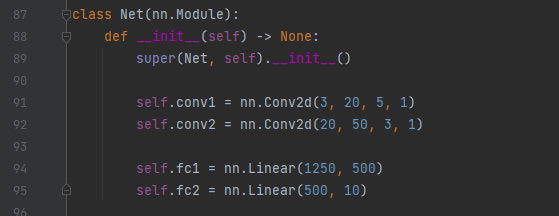 87 class Net(nn.Module):
88     def __init__(self) -> None:
89         super(Net, self).__init__()
90
91         self.conv1 = nn.Conv2d(3, 20, 5, 1)
92         self.conv2 = nn.Conv2d(20, 50, 3, 1)
93
94         self.fc1 = nn.Linear(1250, 500)
95         self.fc2 = nn.Linear(500, 10)
96